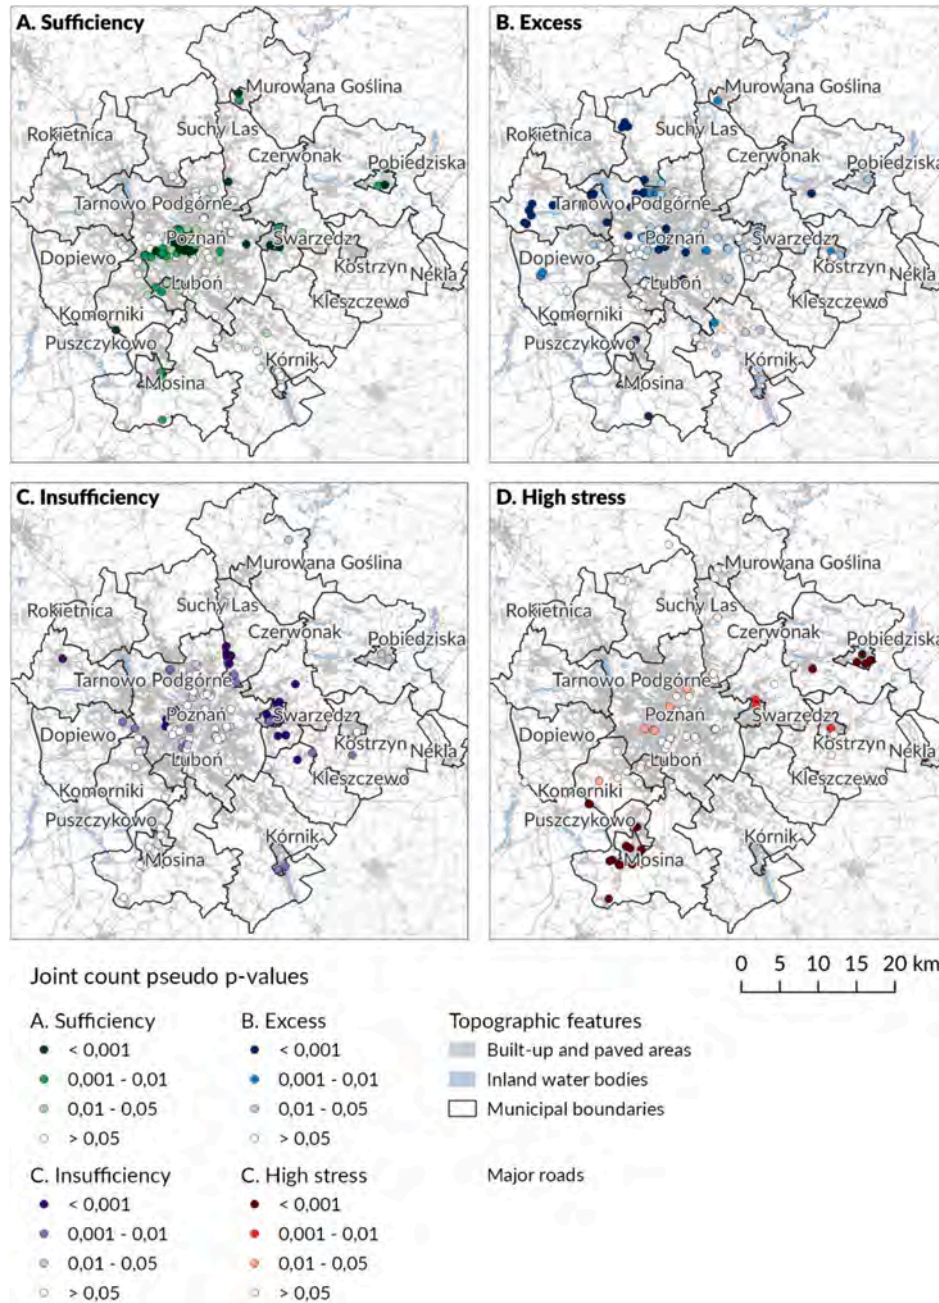 A. Sufficiency
Murowana Goślina
Rokietnica
Suchy Las
Czerwonak
Pobiedziska
Tarnowo Podgórne
Poznań
Swarzędz
Dopiewo
Kostrzyn
Nekla
Luboń
Kleszczewo
Komorniki
Puszczykowo
Kórnik
Mosina
B. Excess
Murowana Goślina
Rokietnica
Suchy Las
Czerwonak
Pobiedziska
Tarnowo Podgórne
Poznań
Swarzędz
Dopiewo
Kostrzyn
Nekla
Luboń
Kleszczewo
Komorniki
Puszczykowo
Kórnik
Mosina
C. Insufficiency
Murowana Goślina
Rokietnica
Suchy Las
Czerwonak
Pobiedziska
Tarnowo Podgórne
Poznań
Swarzędz
Dopiewo
Kostrzyn
Nekla
Luboń
Kleszczewo
Komorniki
Puszczykowo
Kórnik
Mosina
D. High stress
Murowana Goślina
Rokietnica
Suchy Las
Czerwonak
Pobiedziska
Tarnowo Podgórne
Poznań
Swarzędz
Dopiewo
Kostrzyn
Nekla
Luboń
Kleszczewo
Komorniki
Puszczykowo
Kórnik
Mosina
Joint count pseudo p-values
0 5 10 15 20 km
A. Sufficiency
< 0,001
0,001 - 0,01
0,01 - 0,05
> 0,05
B. Excess
< 0,001
0,001 - 0,01
0,01 - 0,05
> 0,05
Topographic features
Built-up and paved areas
Inland water bodies
Municipal boundaries
Major roads
C. Insufficiency
< 0,001
0,001 - 0,01
0,01 - 0,05
> 0,05
C. High stress
< 0,001
0,001 - 0,01
0,01 - 0,05
> 0,05